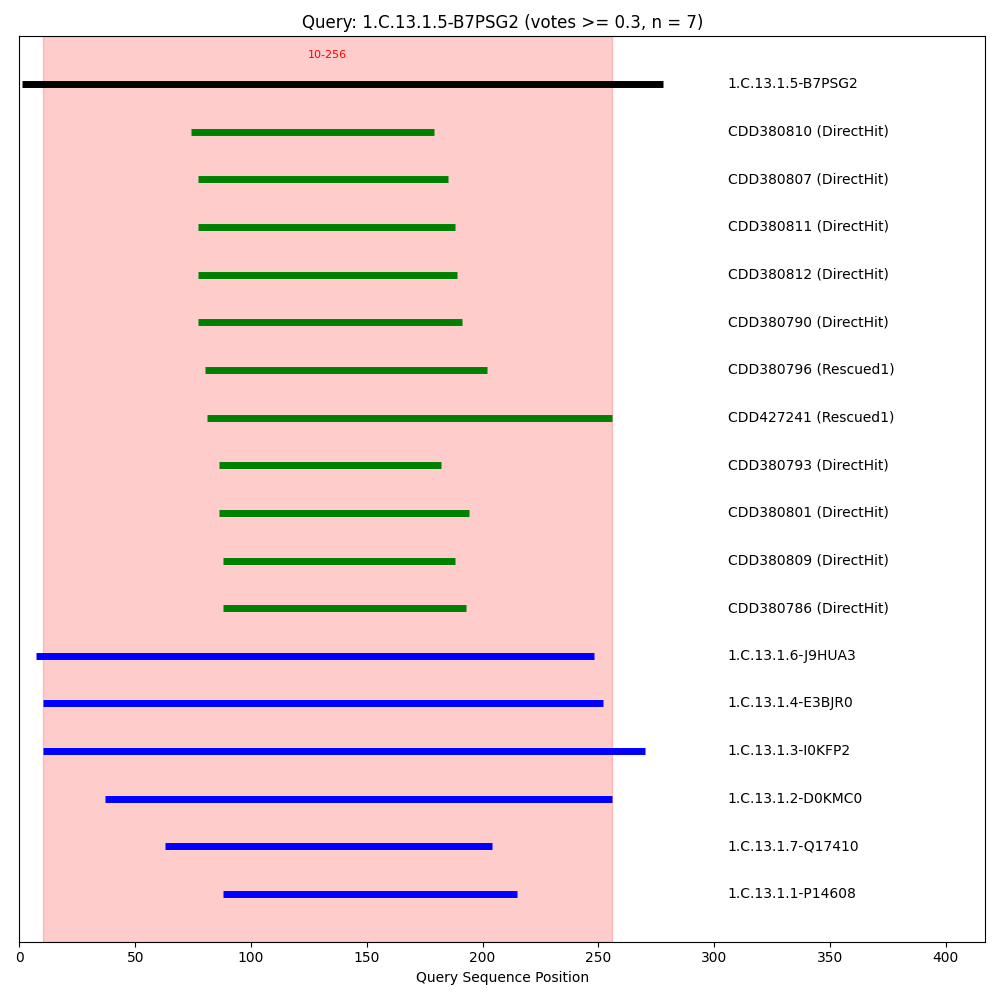 Query: 1.C.13.1.5-B7PSG2 (votes >= 0.3, n = 7)
10-256
1.C.13.1.5-B7PSG2
CDD380810 (DirectHit)
CDD380807 (DirectHit)
CDD380811 (DirectHit)
CDD380812 (DirectHit)
CDD380790 (DirectHit)
CDD380796 (Rescued1)
CDD427241 (Rescued1)
CDD380793 (DirectHit)
CDD380801 (DirectHit)
CDD380809 (DirectHit)
CDD380786 (DirectHit)
1.C.13.1.6-J9HUA3
1.C.13.1.4-E3BJR0
1.C.13.1.3-I0KFP2
1.C.13.1.2-D0KMC0
1.C.13.1.7-Q17410
1.C.13.1.1-P14608
0 50 100 150 200 250 300 350 400
Query Sequence Position